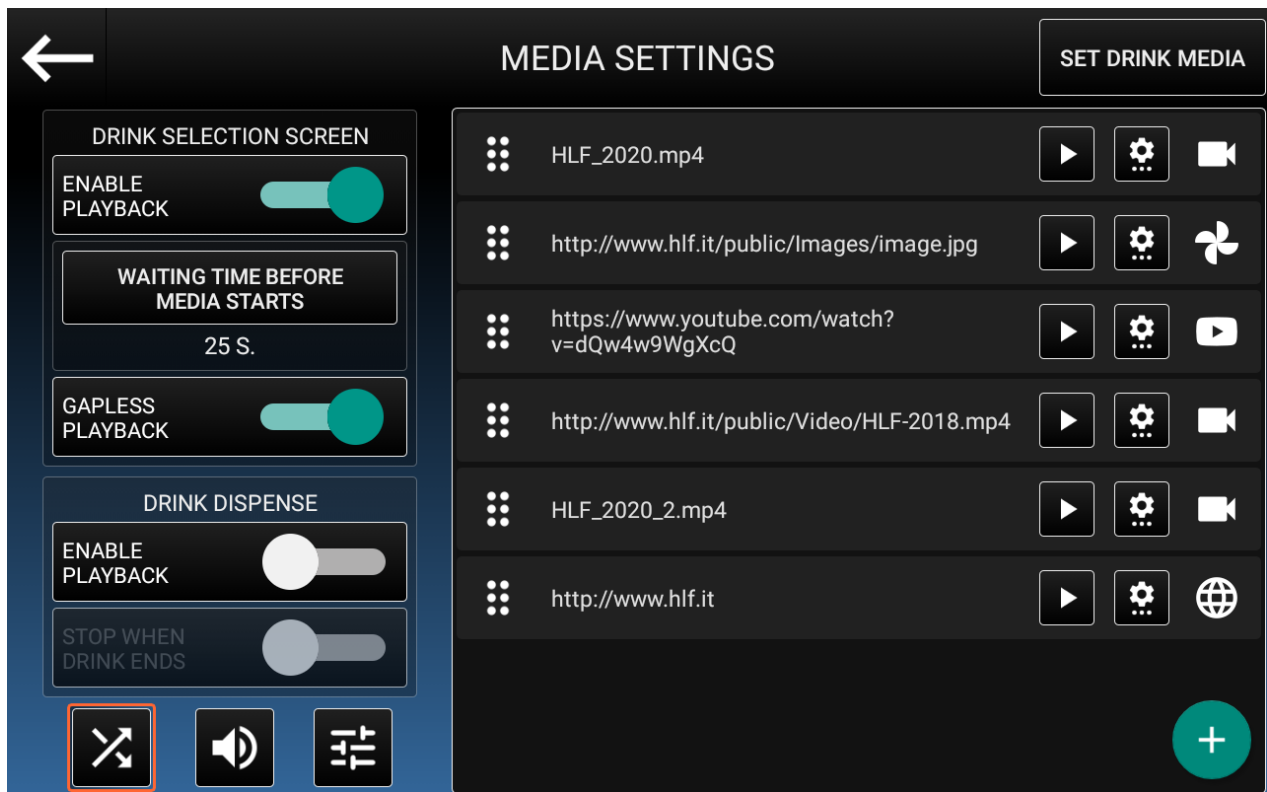 MEDIA SETTINGS
SET DRINK MEDIA
DRINK SELECTION SCREEN
ENABLE
PLAYBACK
WAITING TIME BEFORE
MEDIA STARTS
25 S.
GAPLESS
PLAYBACK
DRINK DISPENSE
ENABLE
PLAYBACK
STOP WHEN
DRINK ENDS
HLF_2020.mp4
http://www.hlf.it/public/Images/image.jpg
https://www.youtube.com/watch?
v=dQw4w9WgXcQ
http://www.hlf.it/public/Video/HLF-2018.mp4
HLF_2020_2.mp4
http://www.hlf.it